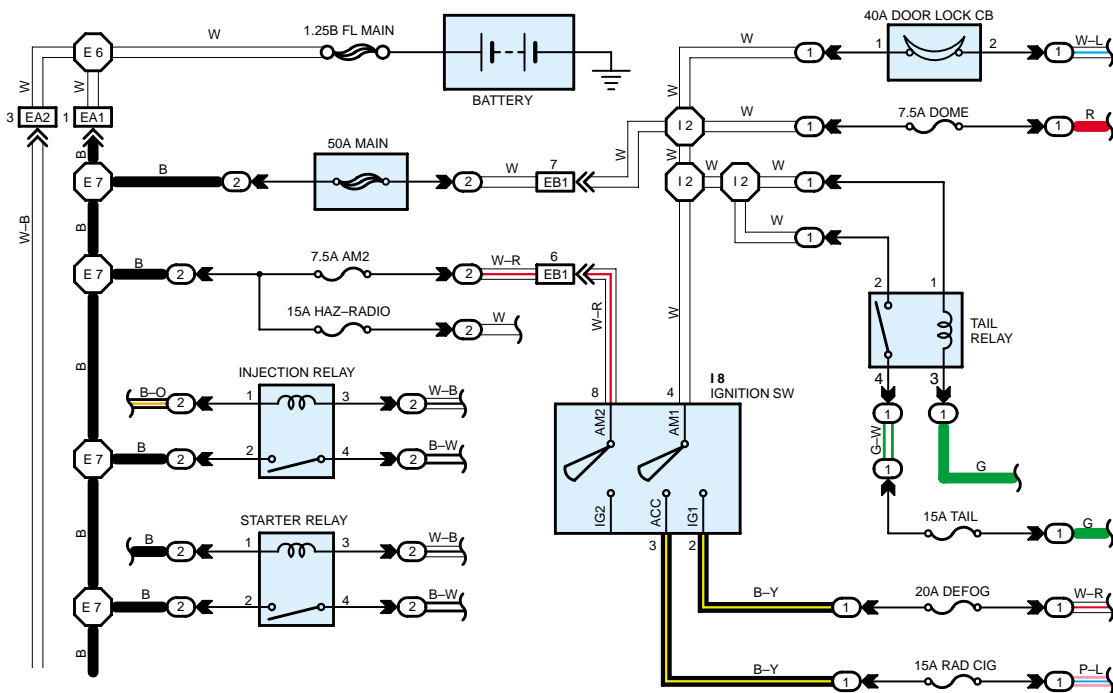 40A DOOR LOCK CB
1.25B FL MAIN
W
E 6
W
1
2
1
1
W–L
BATTERY
W
W
W
3 EA2
1 EA1
7.5A DOME
I 2
W
1
1
R
B
50A MAIN
7
W
W
E 7
B
2
2
W
EB1
I 2
W
I 2
W
1
W–B
B
W
1
7.5A AM2
W–R
6
E 7
B
2
2
EB1
2
1
15A HAZ–RADIO
2
W
W–R
W
TAIL
RELAY
B
INJECTION RELAY
I 8
IGNITION SW
4
3
B–O
2
1
3
2
W–B
8
4
1
1
AM2
AM1
G–W
E 7
B
2
2
4
2
B–W
1
G
IG2
ACC
IG1
STARTER RELAY
15A TAIL
1
G
B
B
2
1
3
2
W–B
3
2
E 7
B
2
2
4
2
B–W
B–Y
1
20A DEFOG
1
W–R
B
B–Y
1
15A RAD CIG
1
P–L